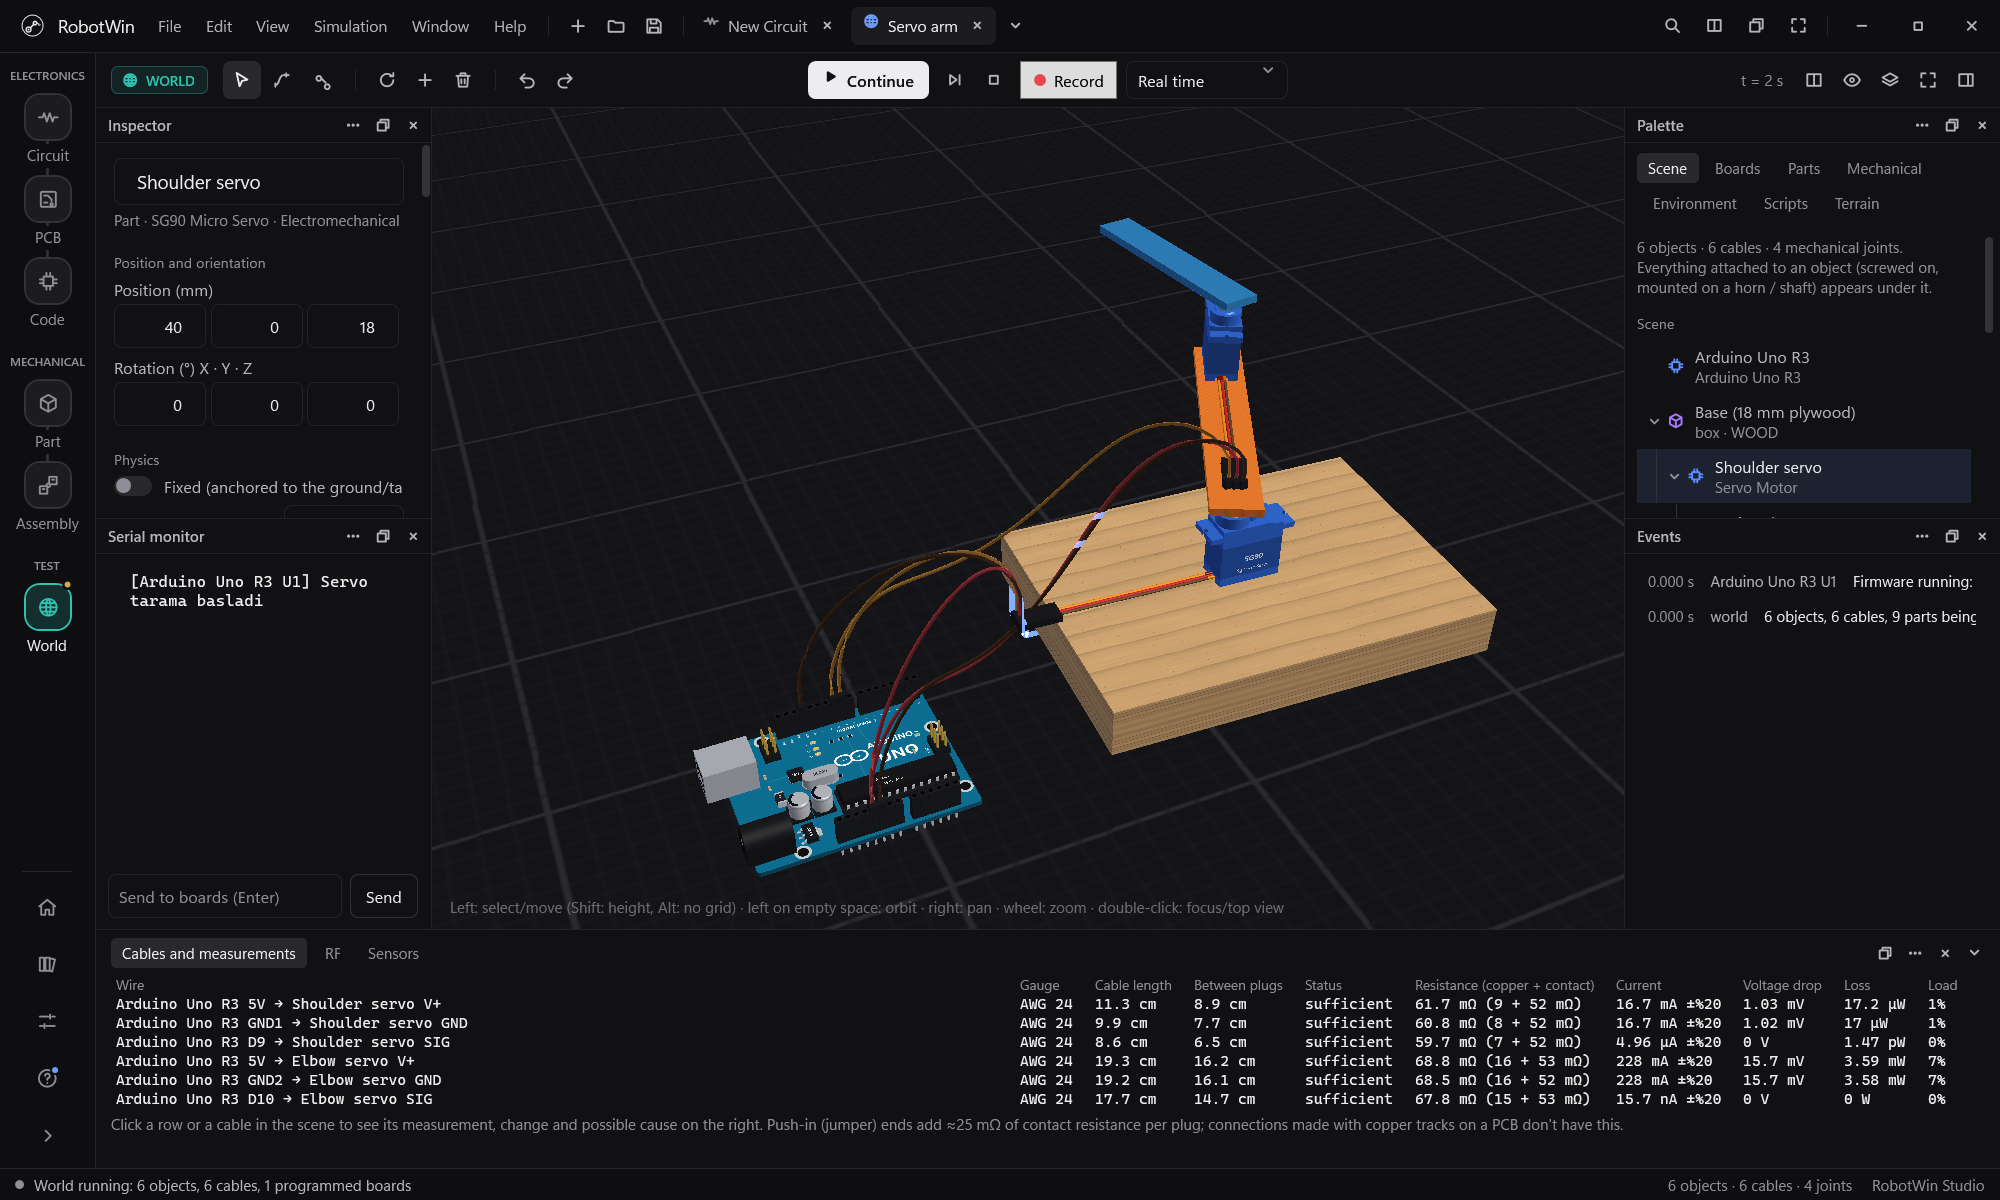 RobotWin File Edit View Simulation Window Help New Circuit Servo arm
ELECTRONICS
Circuit
PCB
Code
MECHANICAL
Part
Assembly
TEST
World
WORLD Continue Record Real time t = 2 s
Inspector
Shoulder servo
Part · SG90 Micro Servo · Electromechanical
Position and orientation
Position (mm)
40 0 18
Rotation (°) X · Y · Z
0 0 0
Physics
Fixed (anchored to the ground/ta
Serial monitor
[Arduino Uno R3 U1] Servo
tarama basladi
Send to boards (Enter) Send
SG90
ARDUINO
UNO
Left: select/move (Shift: height, Alt: no grid) · left on empty space: orbit · right: pan · wheel: zoom · double-click: focus/top view
Palette
Scene Boards Parts Mechanical
Environment Scripts Terrain
6 objects · 6 cables · 4 mechanical joints.
Everything attached to an object (screwed on,
mounted on a horn / shaft) appears under it.
Scene
Arduino Uno R3
Arduino Uno R3
Base (18 mm plywood)
box · WOOD
Shoulder servo
Servo Motor
Events
0.000 s Arduino Uno R3 U1 Firmware running:
0.000 s world 6 objects, 6 cables, 9 parts being
Cables and measurements RF Sensors
Wire Gauge Cable length Between plugs Status Resistance (copper + contact) Current Voltage drop Loss Load
Arduino Uno R3 5V → Shoulder servo V+ AWG 24 11.3 cm 8.9 cm sufficient 61.7 mΩ (9 + 52 mΩ) 16.7 mA ±%20 1.03 mV 17.2 µW 1%
Arduino Uno R3 GND1 → Shoulder servo GND AWG 24 9.9 cm 7.7 cm sufficient 60.8 mΩ (8 + 52 mΩ) 16.7 mA ±%20 1.02 mV 17 µW 1%
Arduino Uno R3 D9 → Shoulder servo SIG AWG 24 8.6 cm 6.5 cm sufficient 59.7 mΩ (7 + 52 mΩ) 4.96 µA ±%20 0 V 1.47 pW 0%
Arduino Uno R3 5V → Elbow servo V+ AWG 24 19.3 cm 16.2 cm sufficient 68.8 mΩ (16 + 53 mΩ) 228 mA ±%20 15.7 mV 3.59 mW 7%
Arduino Uno R3 GND2 → Elbow servo GND AWG 24 19.2 cm 16.1 cm sufficient 68.5 mΩ (16 + 52 mΩ) 228 mA ±%20 15.7 mV 3.58 mW 7%
Arduino Uno R3 D10 → Elbow servo SIG AWG 24 17.7 cm 14.7 cm sufficient 67.8 mΩ (15 + 53 mΩ) 15.7 nA ±%20 0 V 0 W 0%
Click a row or a cable in the scene to see its measurement, change and possible cause on the right. Push-in (jumper) ends add ≈25 mΩ of contact resistance per plug; connections made with copper tracks on a PCB don't have this.
World running: 6 objects, 6 cables, 1 programmed boards 6 objects · 6 cables · 4 joints RobotWin Studio